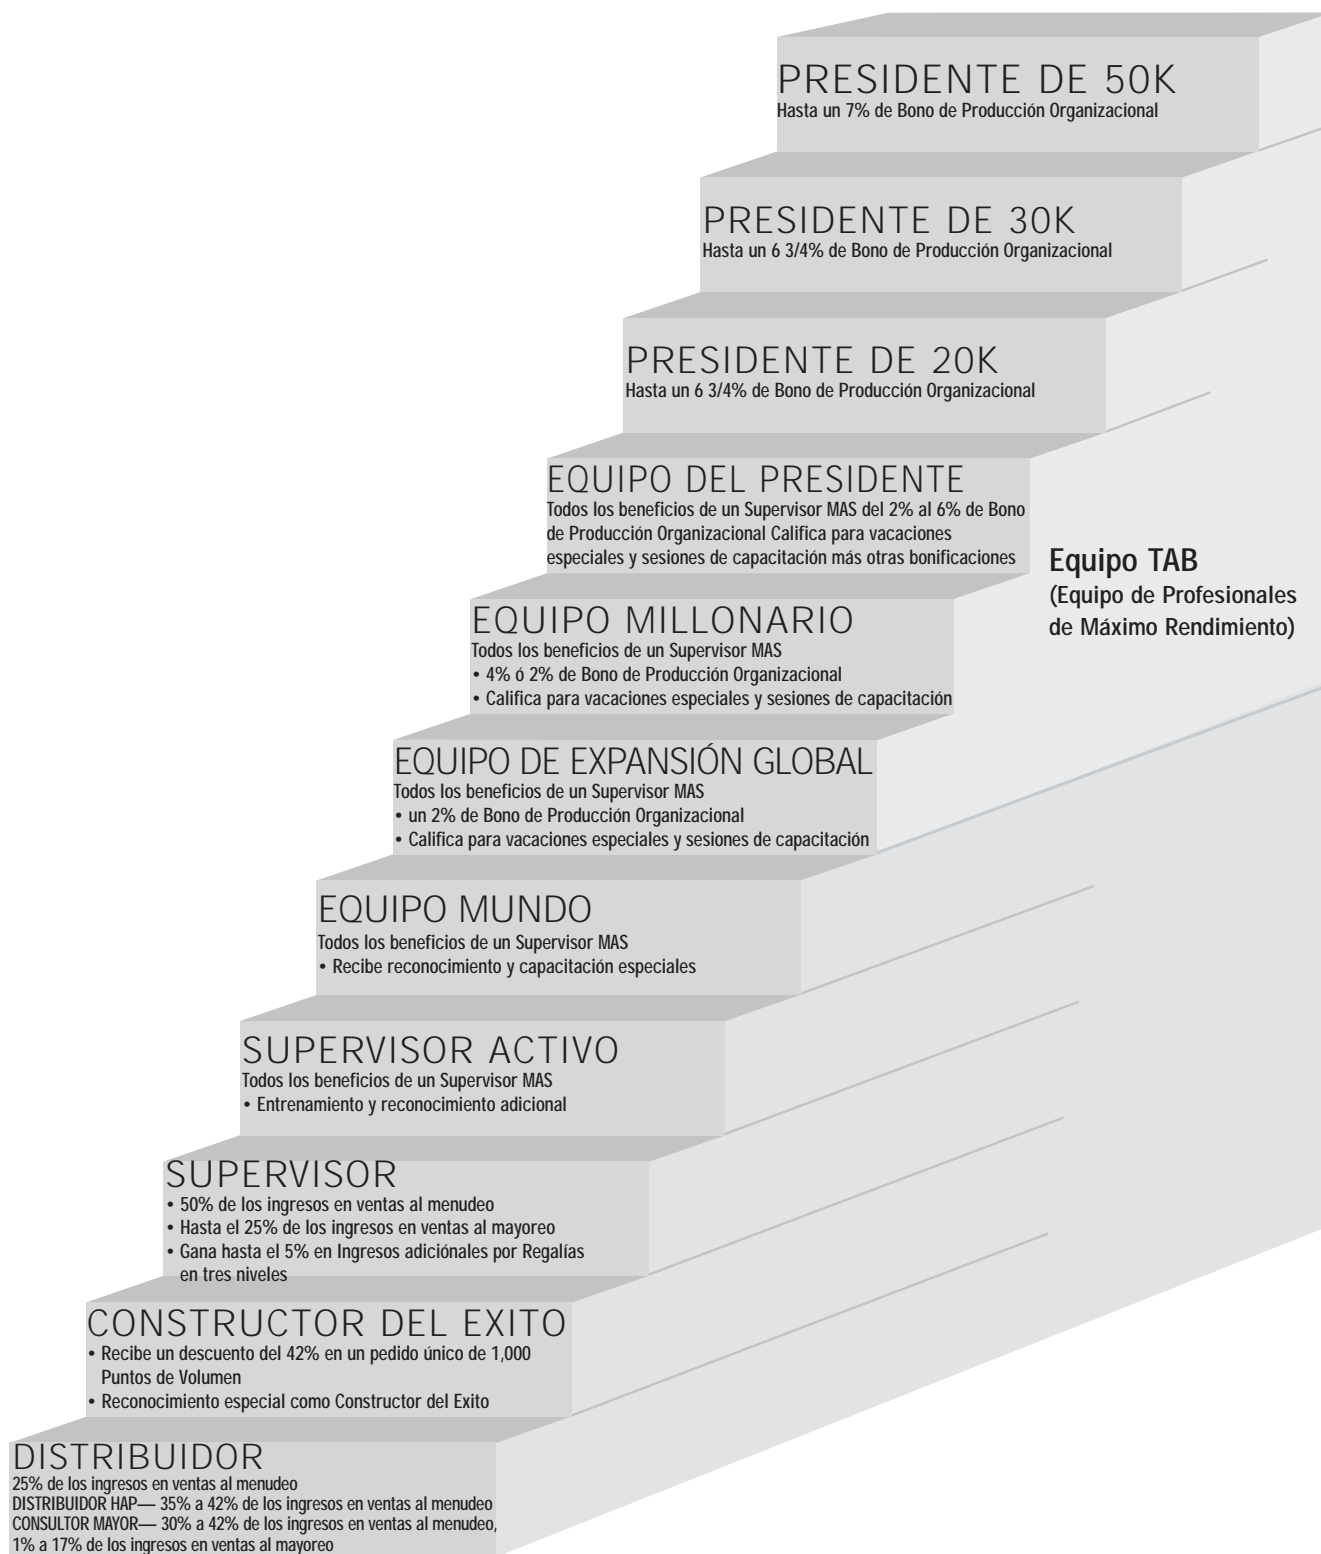 PRESIDENTE DE 50K
Hasta un 7% de Bono de Producción Organizacional
PRESIDENTE DE 30K
Hasta un 6 3/4% de Bono de Producción Organizacional
PRESIDENTE DE 20K
Hasta un 6 3/4% de Bono de Producción Organizacional
EQUIPO DEL PRESIDENTE
Todos los beneficios de un Supervisor MAS del 2% al 6% de Bono
de Producción Organizacional Califica para vacaciones
especiales y sesiones de capacitación más otras bonificaciones
Equipo TAB
(Equipo de Profesionales
de Máximo Rendimiento)
EQUIPO MILLONARIO
Todos los beneficios de un Supervisor MAS
• 4% ó 2% de Bono de Producción Organizacional
• Califica para vacaciones especiales y sesiones de capacitación
EQUIPO DE EXPANSIÓN GLOBAL
Todos los beneficios de un Supervisor MAS
• un 2% de Bono de Producción Organizacional
• Califica para vacaciones especiales y sesiones de capacitación
EQUIPO MUNDO
Todos los beneficios de un Supervisor MAS
• Recibe reconocimiento y capacitación especiales
SUPERVISOR ACTIVO
Todos los beneficios de un Supervisor MAS
• Entrenamiento y reconocimiento adicional
SUPERVISOR
• 50% de los ingresos en ventas al menudeo
• Hasta el 25% de los ingresos en ventas al mayoreo
• Gana hasta el 5% en Ingresos adiciónales por Regalías
en tres niveles
CONSTRUCTOR DEL EXITO
• Recibe un descuento del 42% en un pedido único de 1,000
Puntos de Volumen
• Reconocimiento especial como Constructor del Exito
DISTRIBUIDOR
25% de los ingresos en ventas al menudeo
DISTRIBUIDOR HAP— 35% a 42% de los ingresos en ventas al menudeo
CONSULTOR MAYOR— 30% a 42% de los ingresos en ventas al menudeo,
1% a 17% de los ingresos en ventas al mayoreo